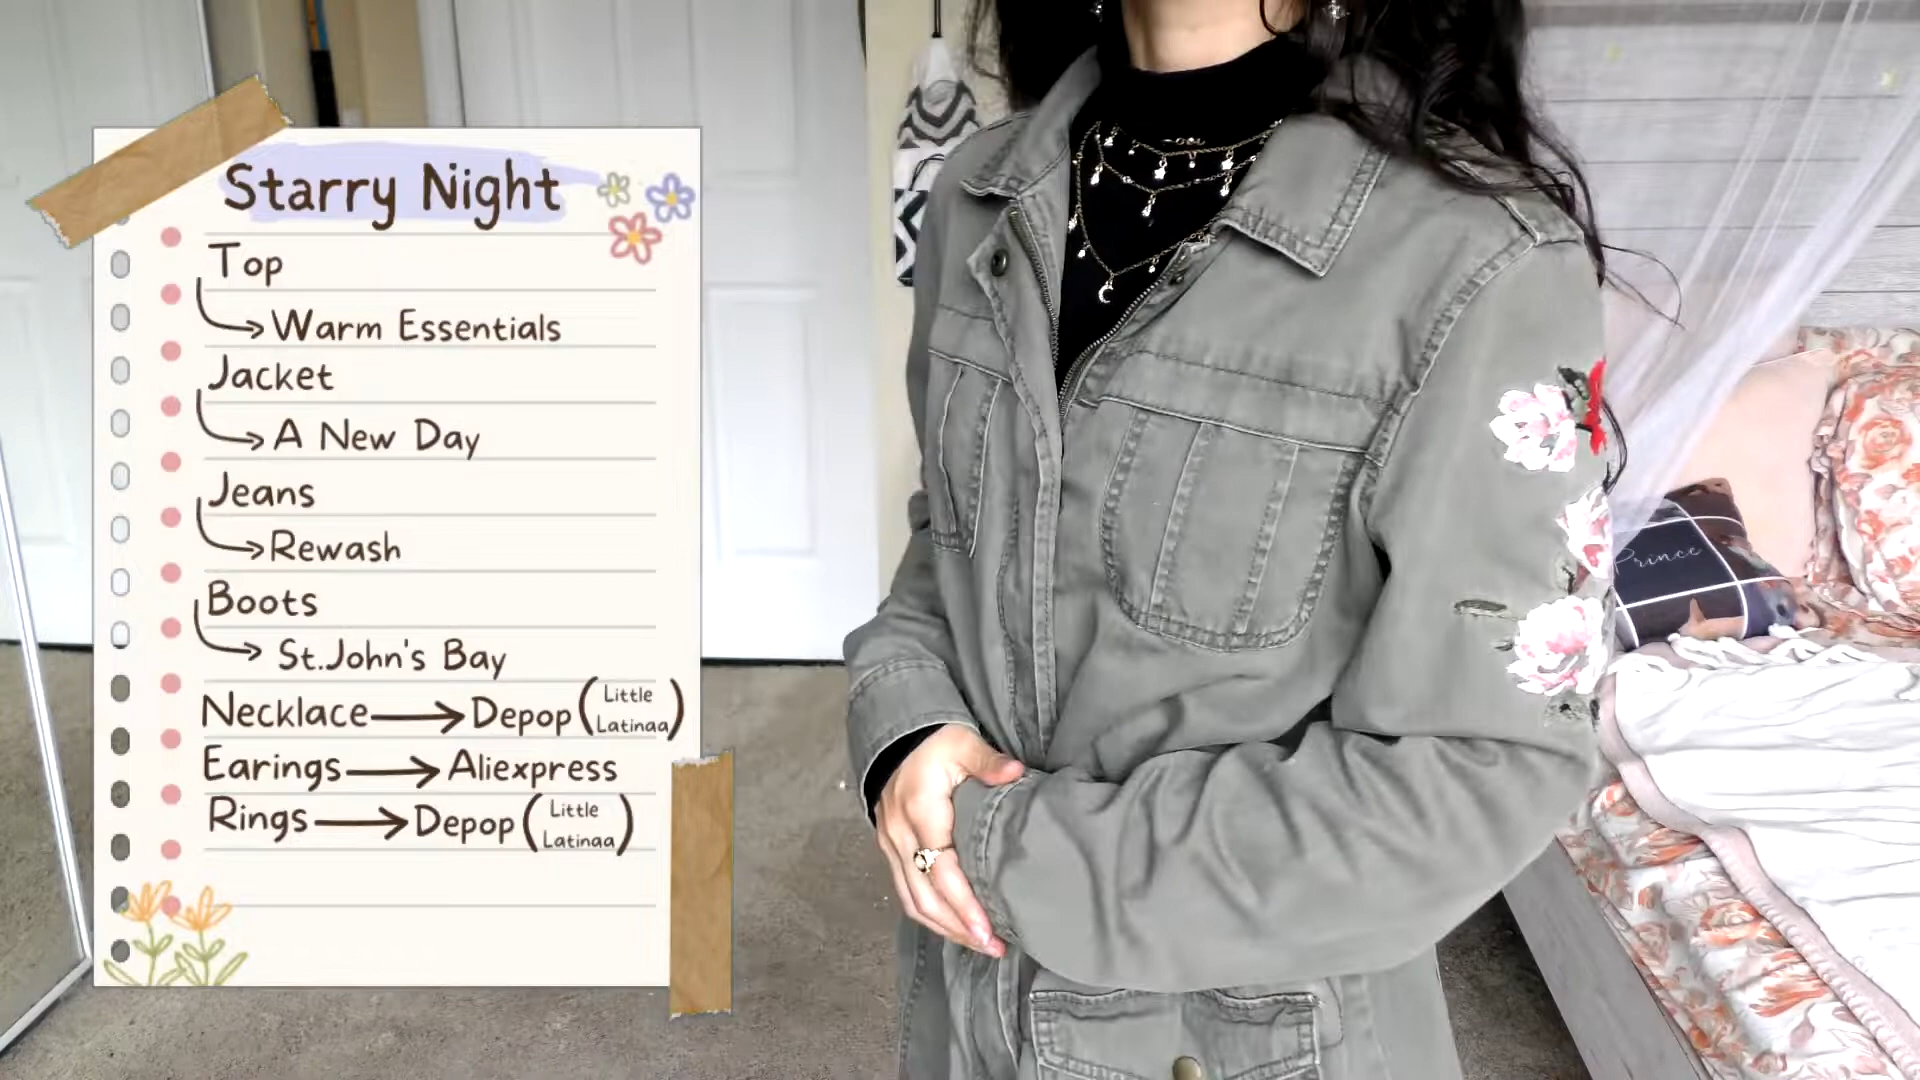 Starry Night
Top
Warm Essentials
Jacket
A New Day
Jeans
Rewash
Boots
St.John's Bay
Necklace → Depop (Little Latinaa)
Earings → Aliexpress
Rings → Depop (Little Latinaa)
Prince